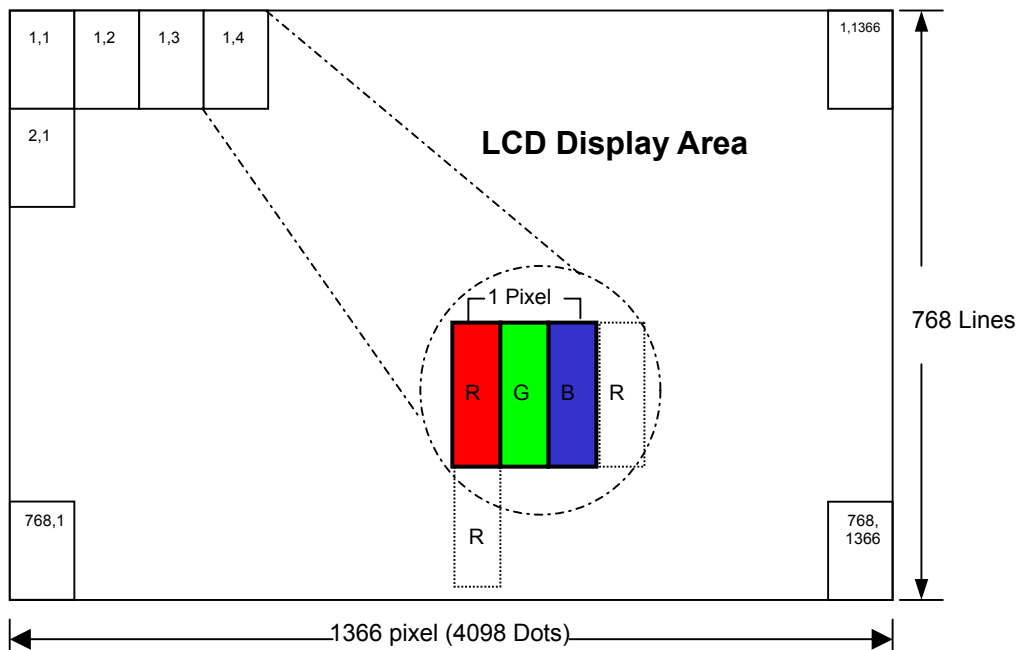 1,1 1,2 1,3 1,4 1,1366
2,1
LCD Display Area
1 Pixel
768 Lines
R G B R
R
768,1
768,
1366
1366 pixel (4098 Dots)